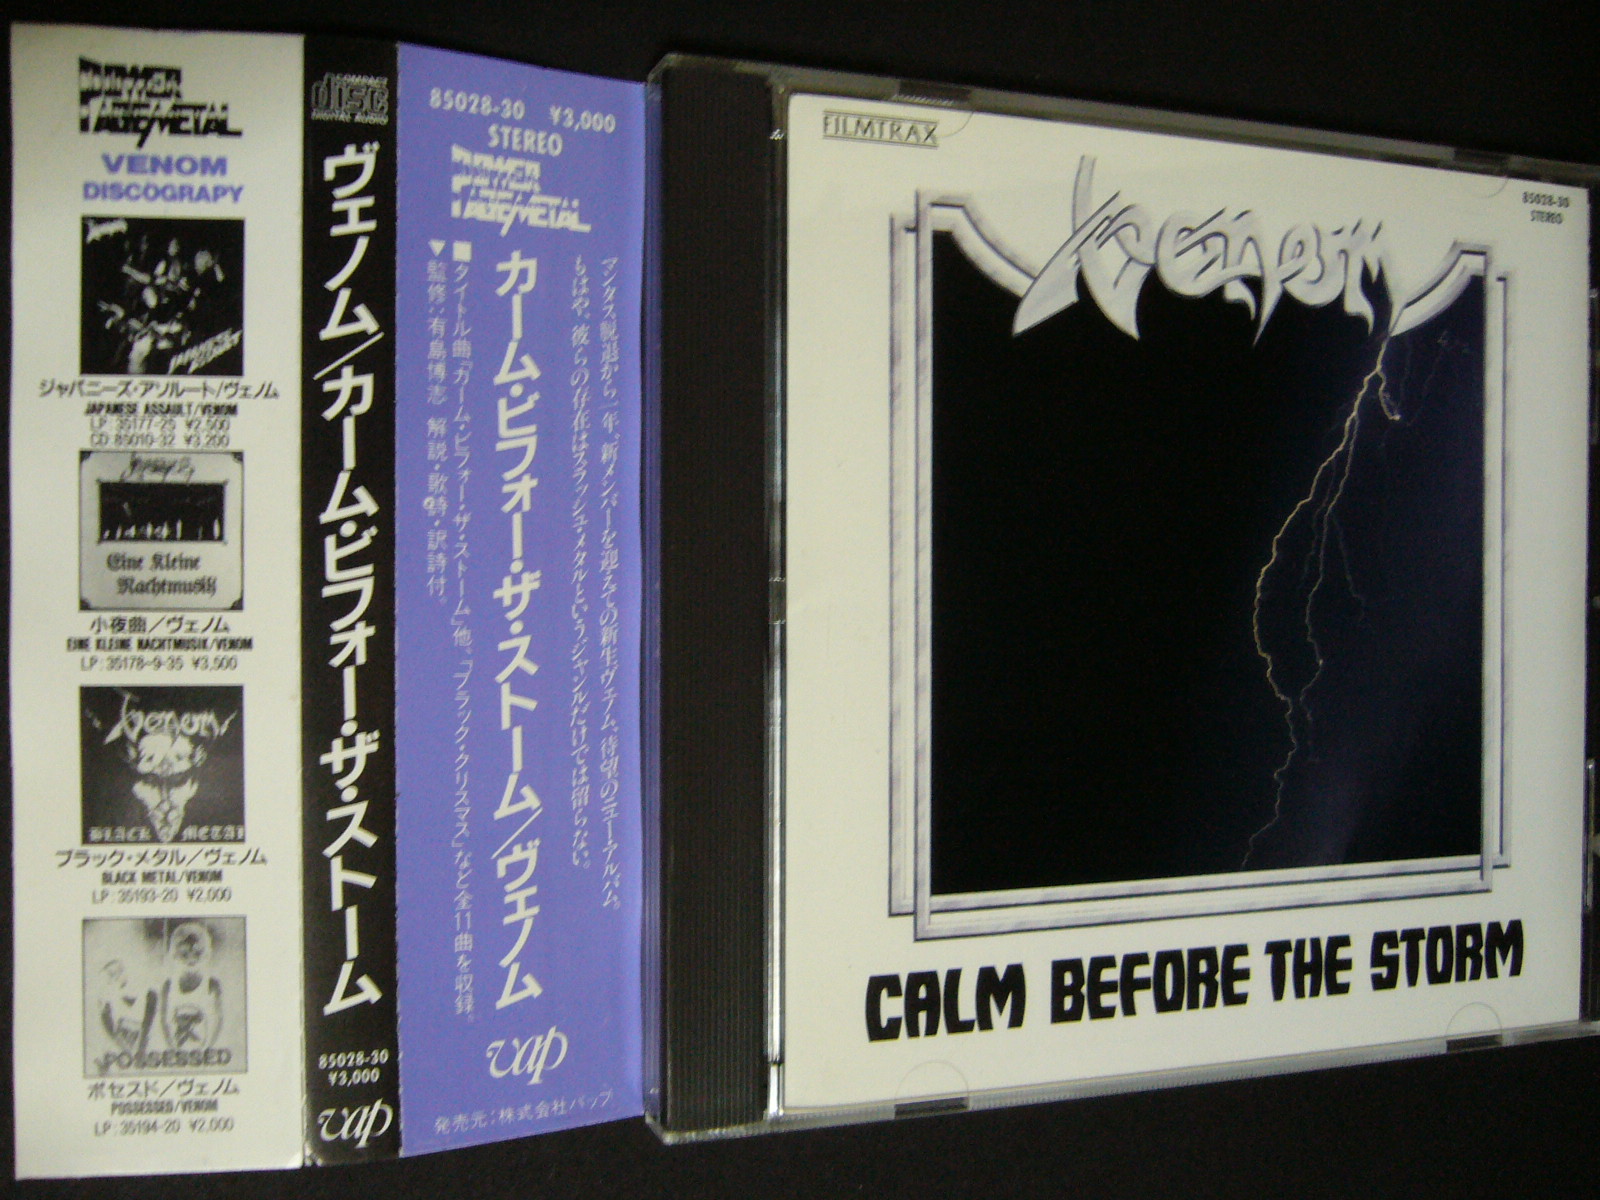 POWER
RAGE/METAL
VENOM
DISCOGRAPY
ジャパニーズ・アソルート/ヴェノム
JAPANESE ASSAULT/VENOM
LP:35177-25 ¥2,500
CD 85010-32 ¥3,200
Eine Kleine
Nachtmusik
小夜曲/ヴェノム
EINE KLEINE NACHTMUSIK/VENOM
LP:35178~9-35 ¥3,500
VENOM
BLACK METAL
ブラック・メタル/ヴェノム
BLACK METAL/VENOM
LP:35193-20 ¥2,000
POSSESSED
ポセスド/ヴェノム
POSSESSED/VENOM
LP:35194-20 ¥2,000
COMPACT
disc
DIGITAL AUDIO
ヴェノム/カーム・ビフォー・ザ・ストーム
85028-30
¥3,000
vap
85028-30 ¥3,000
STEREO
POWER
RAGE/METAL
マンタス脱退から一年、新メンバーを迎えての新生ヴェノム、待望のニュー・アルバム。
もはや、彼らの存在はスラッシュ・メタルというジャンルだけでは留らない。
カーム・ビフォー・ザ・ストーム/ヴェノム
■タイトル曲「カーム・ビフォー・ザ・ストーム」他、「ブラック・クリスマス」など全11曲を収録。
▼監修:有島博志 解説・歌詩・訳詩付。
vap
発売元:株式会社バップ
FILMTRAX
85028-30
STEREO
VENOM
CALM BEFORE THE STORM